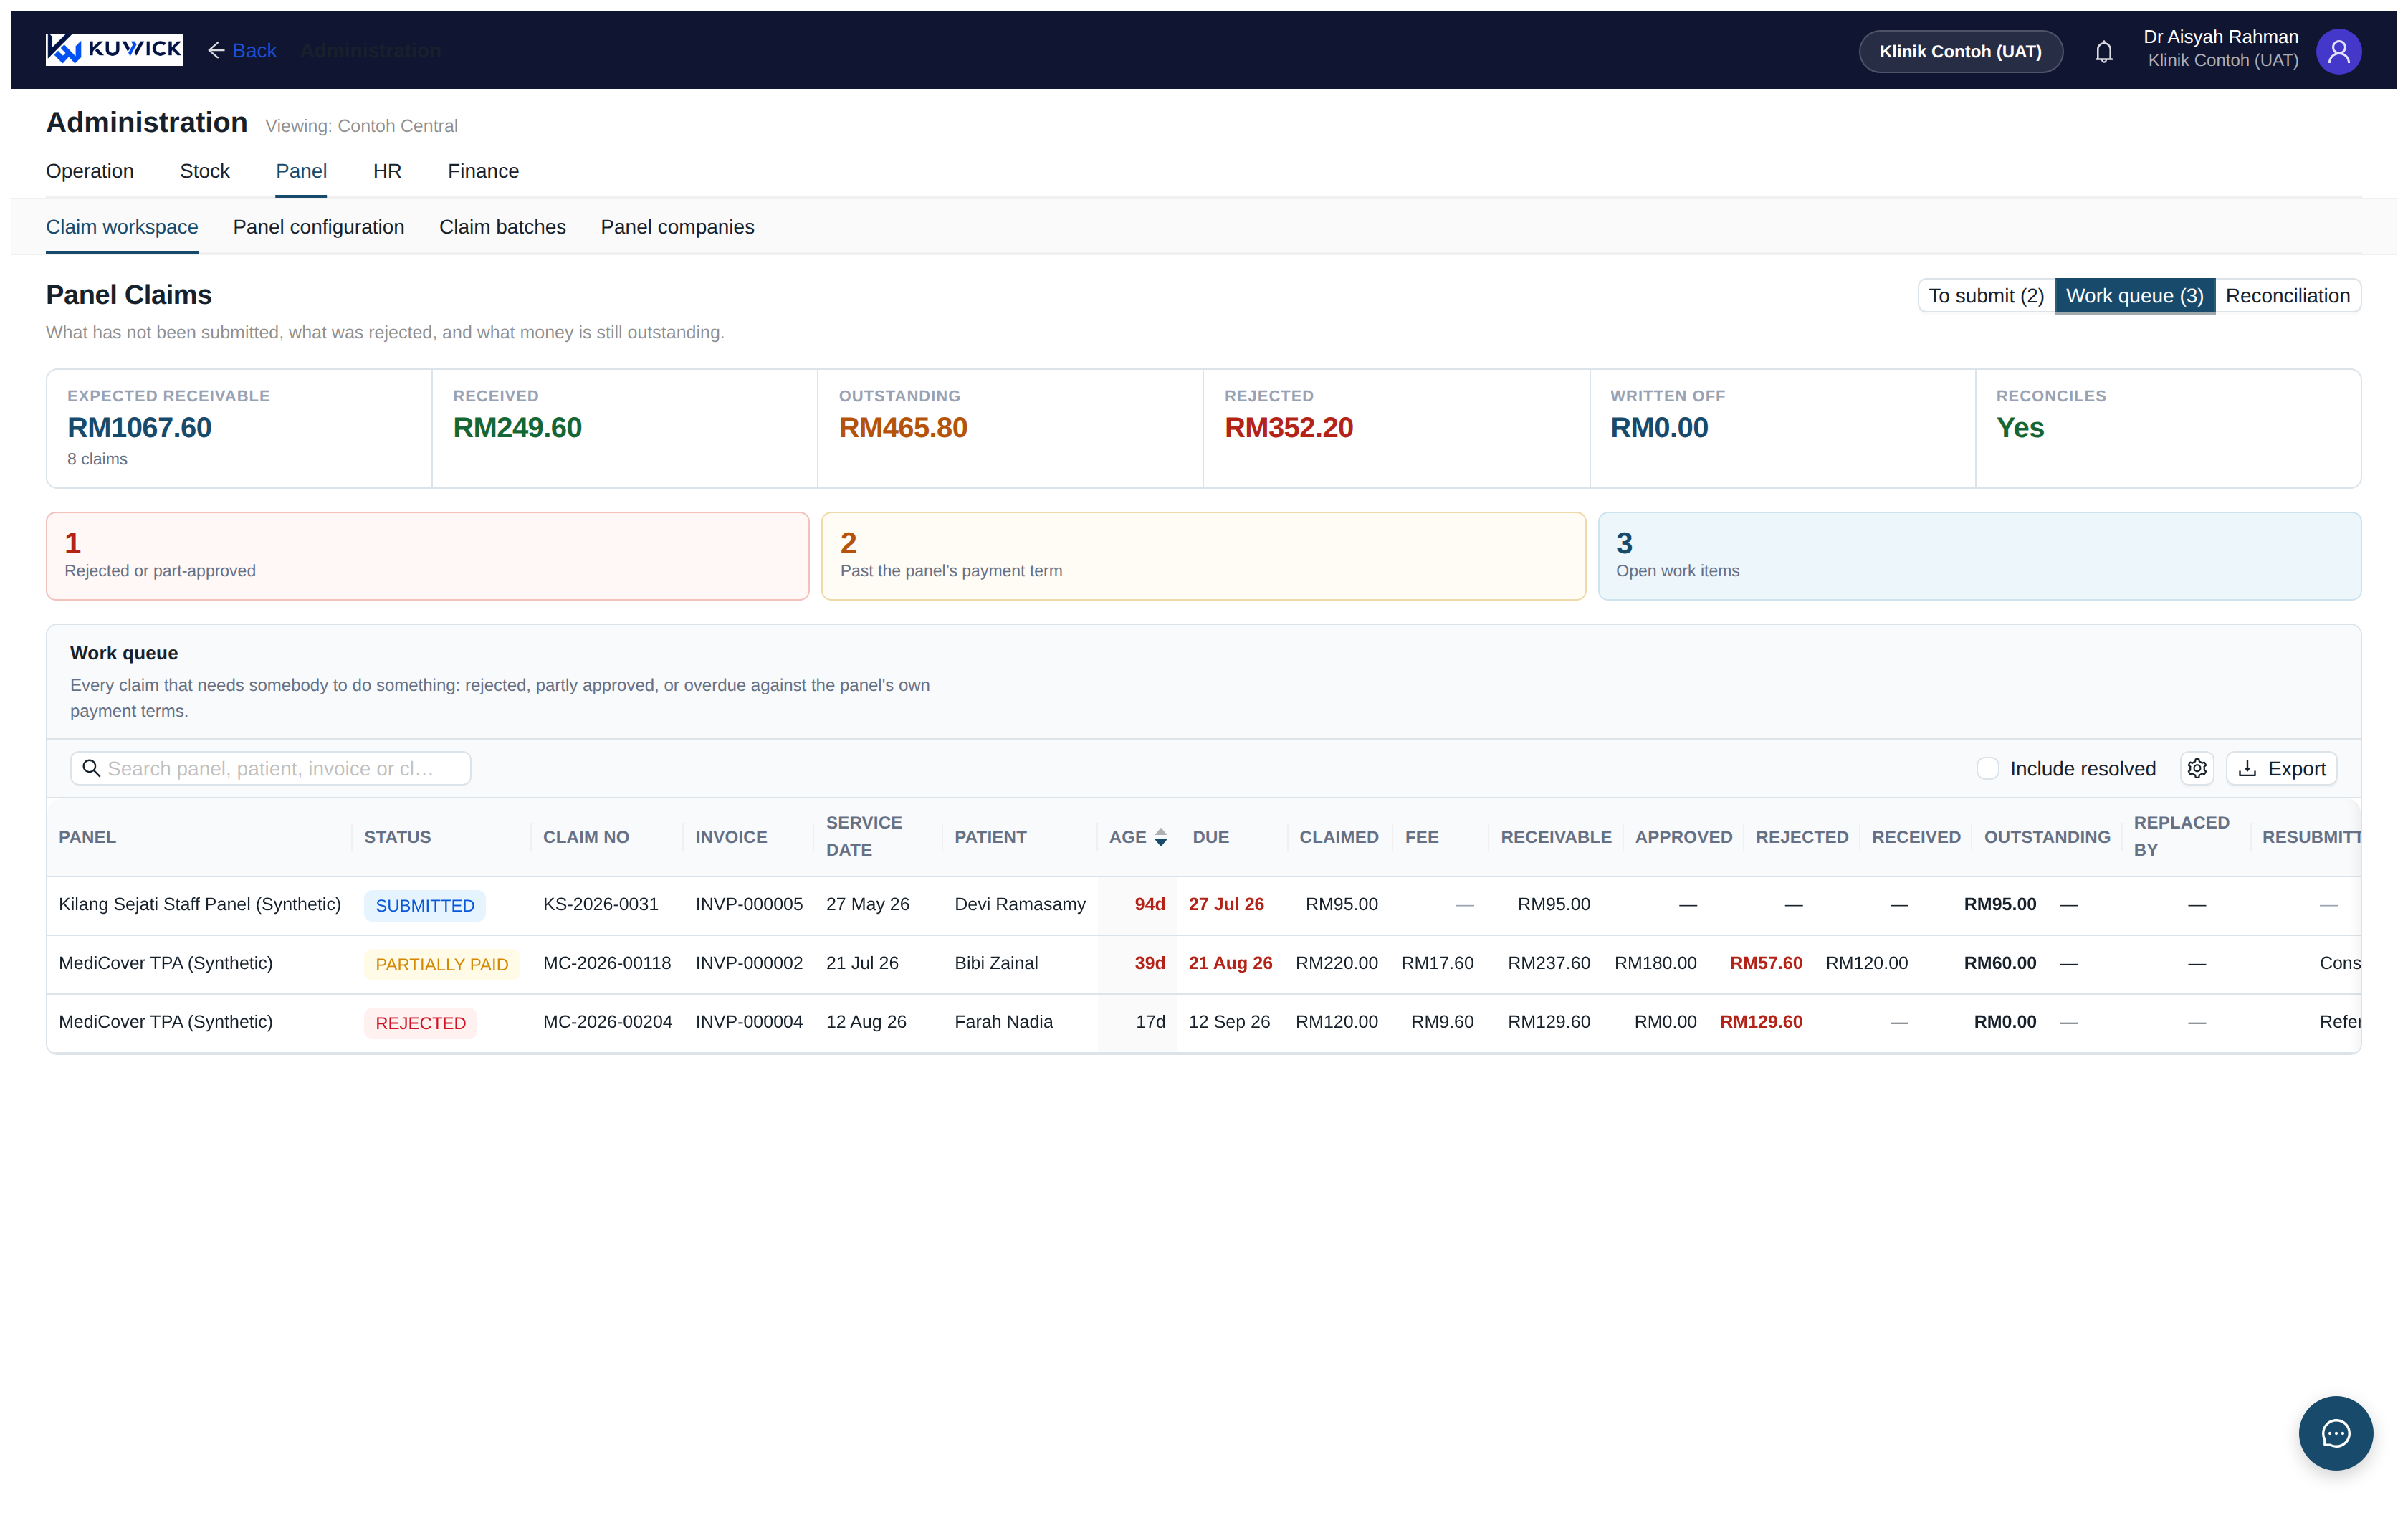 KUWICK
Back Administration
Klinik Contoh (UAT)
Dr Aisyah Rahman
Klinik Contoh (UAT)
Administration Viewing: Contoh Central
Operation Stock Panel HR Finance
Claim workspace Panel configuration Claim batches Panel companies
Panel Claims
To submit (2) Work queue (3) Reconciliation
What has not been submitted, what was rejected, and what money is still outstanding.
EXPECTED RECEIVABLE RECEIVED OUTSTANDING REJECTED WRITTEN OFF RECONCILES
RM1067.60 RM249.60 RM465.80 RM352.20 RM0.00 Yes
8 claims
1 2 3
Rejected or part-approved Past the panel’s payment term Open work items
Work queue
Every claim that needs somebody to do something: rejected, partly approved, or overdue against the panel's own
payment terms.
Search panel, patient, invoice or cl… Include resolved Export
PANEL STATUS CLAIM NO INVOICE SERVICE DATE PATIENT AGE DUE CLAIMED FEE RECEIVABLE APPROVED REJECTED RECEIVED OUTSTANDING REPLACED BY RESUBMITT
Kilang Sejati Staff Panel (Synthetic) SUBMITTED KS-2026-0031 INVP-000005 27 May 26 Devi Ramasamy 94d 27 Jul 26 RM95.00 — RM95.00 — — — RM95.00 — — —
MediCover TPA (Synthetic) PARTIALLY PAID MC-2026-00118 INVP-000002 21 Jul 26 Bibi Zainal 39d 21 Aug 26 RM220.00 RM17.60 RM237.60 RM180.00 RM57.60 RM120.00 RM60.00 — — Cons
MediCover TPA (Synthetic) REJECTED MC-2026-00204 INVP-000004 12 Aug 26 Farah Nadia 17d 12 Sep 26 RM120.00 RM9.60 RM129.60 RM0.00 RM129.60 — RM0.00 — — Refer